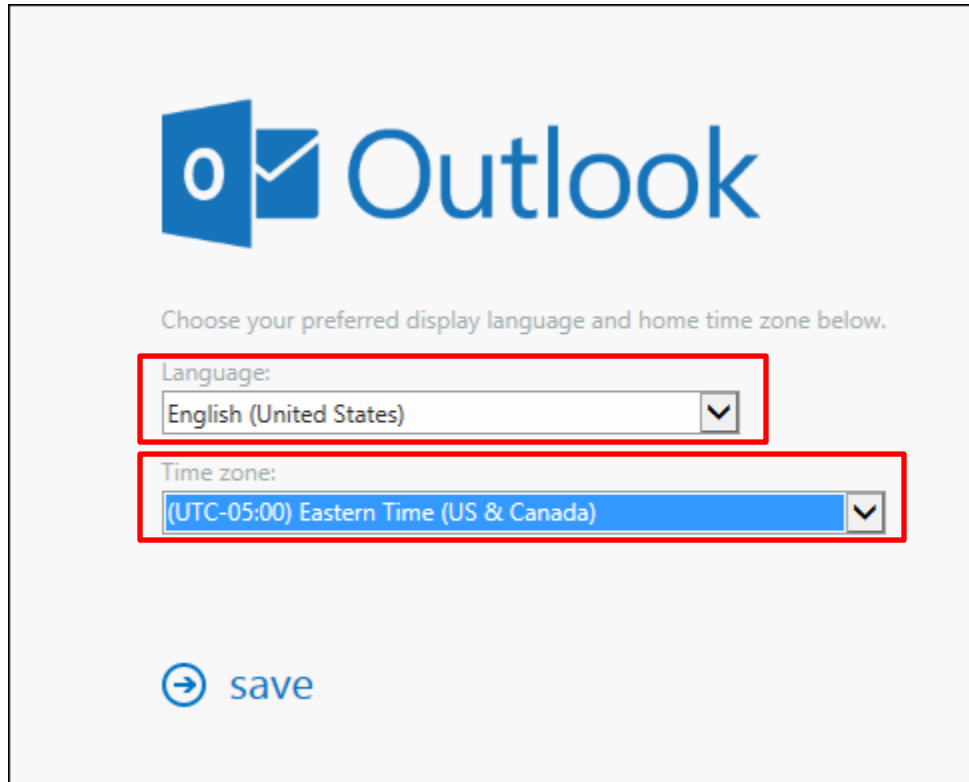 Outlook
Choose your preferred display language and home time zone below.
Language:
English (United States)
Time zone:
(UTC-05:00) Eastern Time (US & Canada)
save